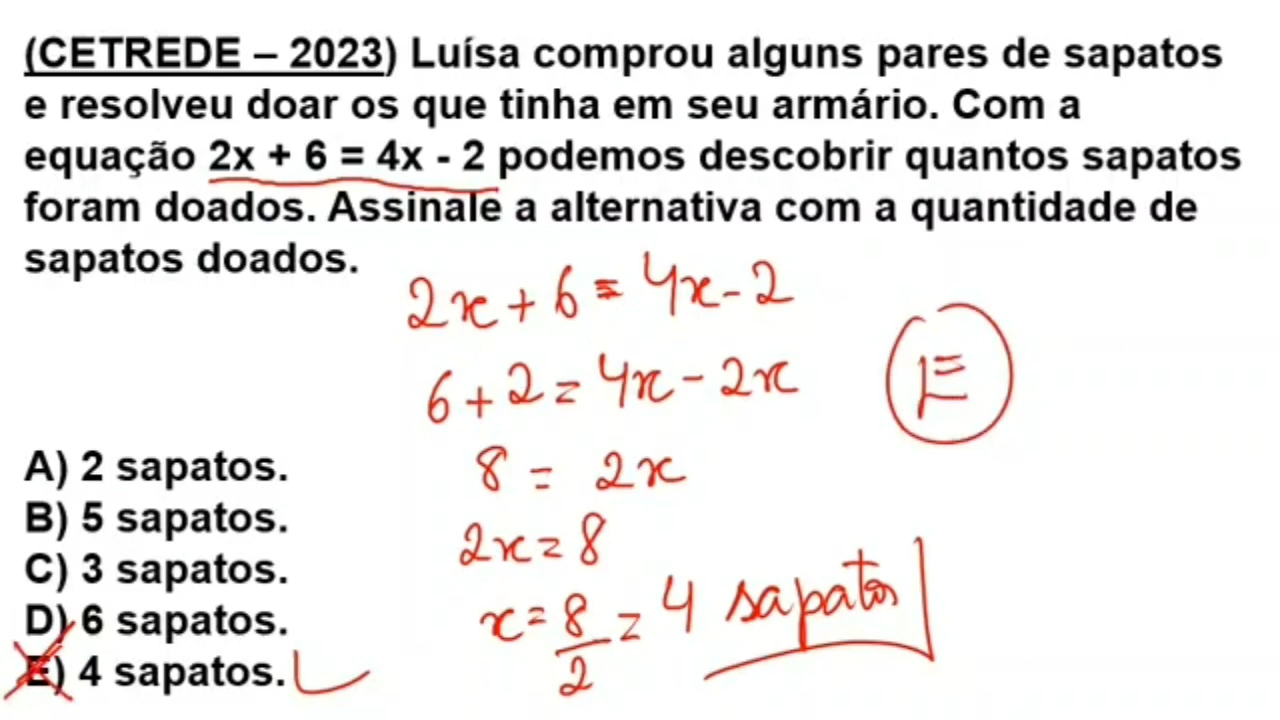 (CETREDE – 2023) Luísa comprou alguns pares de sapatos
e resolveu doar os que tinha em seu armário. Com a
equação 2x + 6 = 4x - 2 podemos descobrir quantos sapatos
foram doados. Assinale a alternativa com a quantidade de
sapatos doados.
2x + 6 = 4x - 2
6 + 2 = 4x - 2x
E
8 = 2x
2x = 8
x = 8/2 = 4 sapatos
A) 2 sapatos.
B) 5 sapatos.
C) 3 sapatos.
D) 6 sapatos.
E) 4 sapatos.